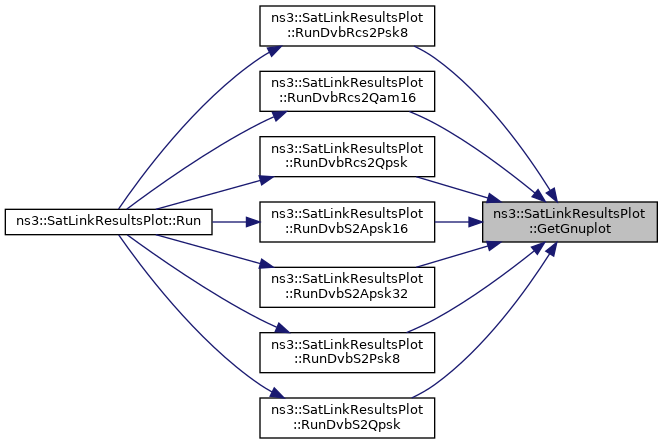 ns3::SatLinkResultsPlot
::RunDvbRcs2Psk8
ns3::SatLinkResultsPlot
::RunDvbRcs2Qam16
ns3::SatLinkResultsPlot
::RunDvbRcs2Qpsk
ns3::SatLinkResultsPlot::Run
ns3::SatLinkResultsPlot
::RunDvbS2Apsk16
ns3::SatLinkResultsPlot
::GetGnuplot
ns3::SatLinkResultsPlot
::RunDvbS2Apsk32
ns3::SatLinkResultsPlot
::RunDvbS2Psk8
ns3::SatLinkResultsPlot
::RunDvbS2Qpsk